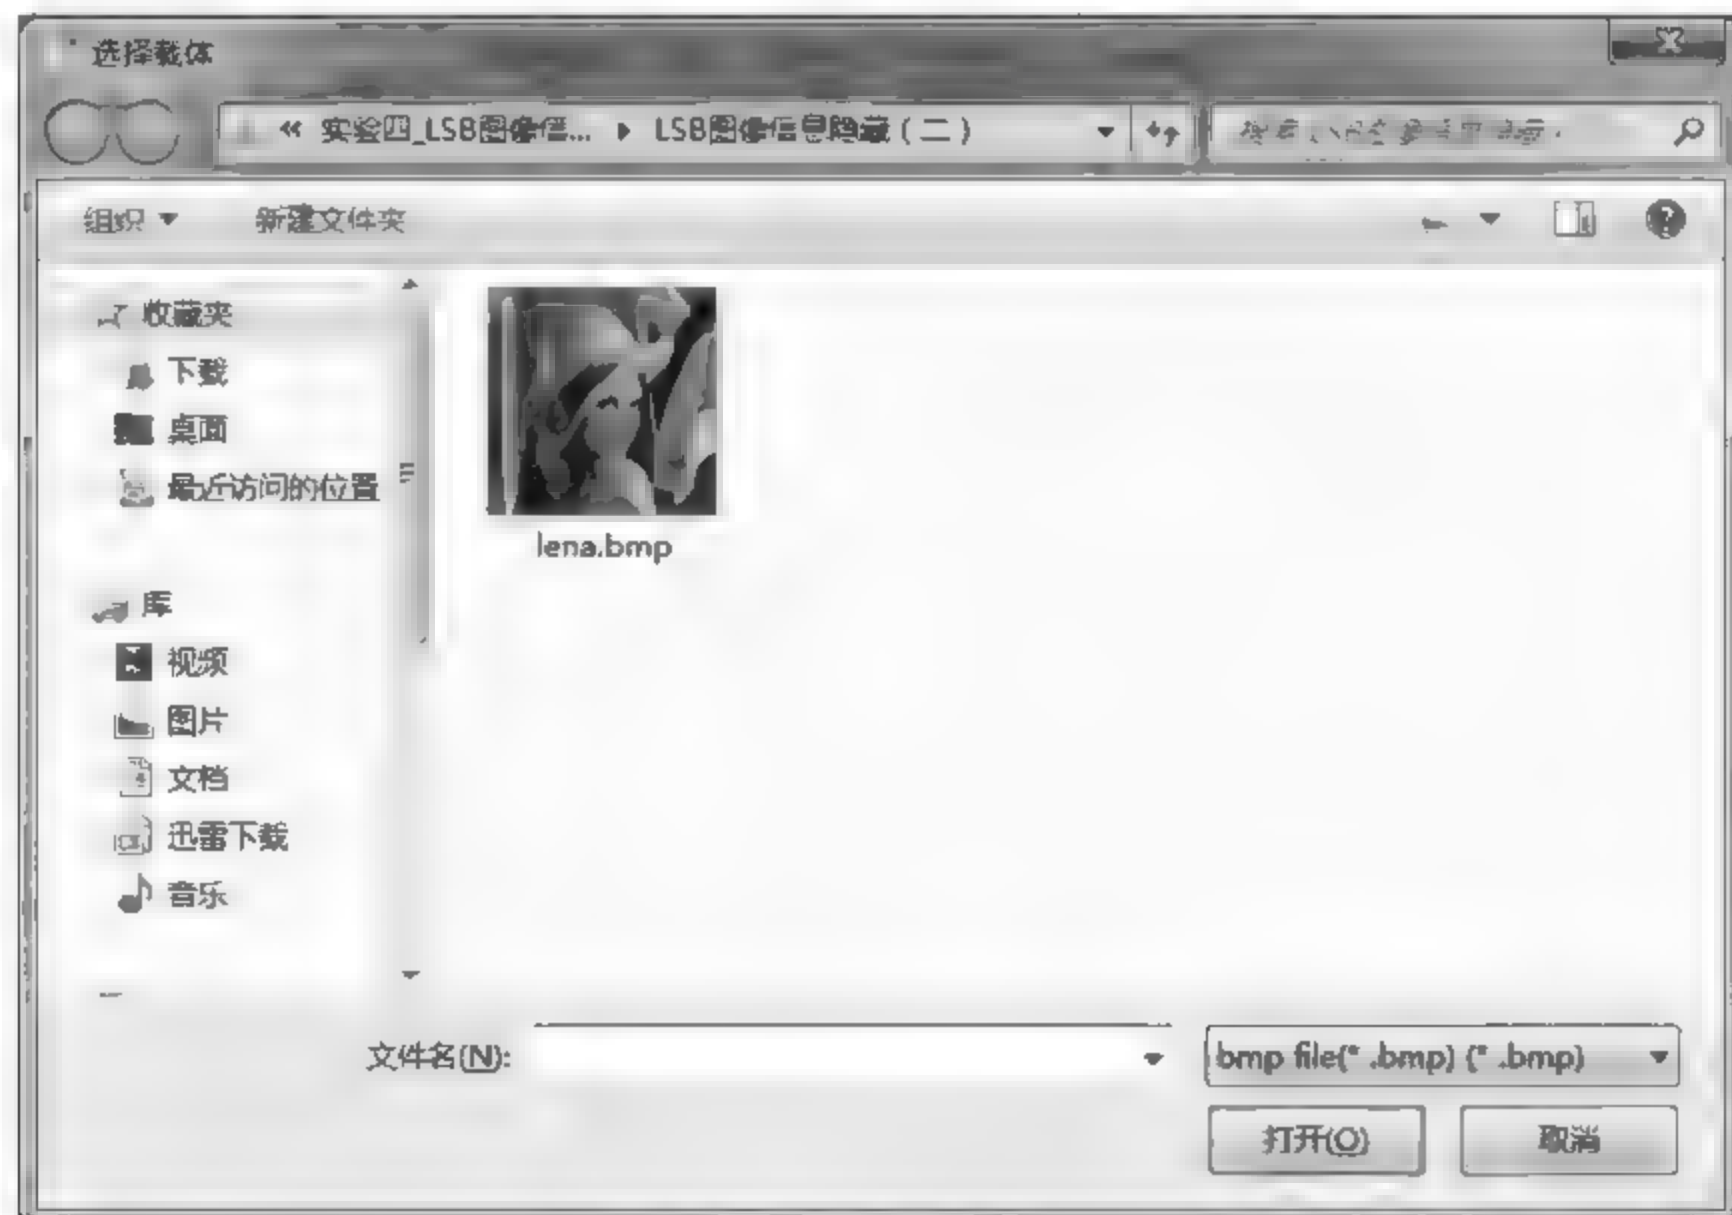 选择载体
« 实验四_LSB图像信... ▸ LSB图像信息隐藏（二）
组织 ▼ 新建文件夹
收藏夹
下载
桌面
最近访问的位置
lena.bmp
库
视频
图片
文档
迅雷下载
音乐
文件名(N):
bmp file(* .bmp) (* .bmp)
打开(O) 取消